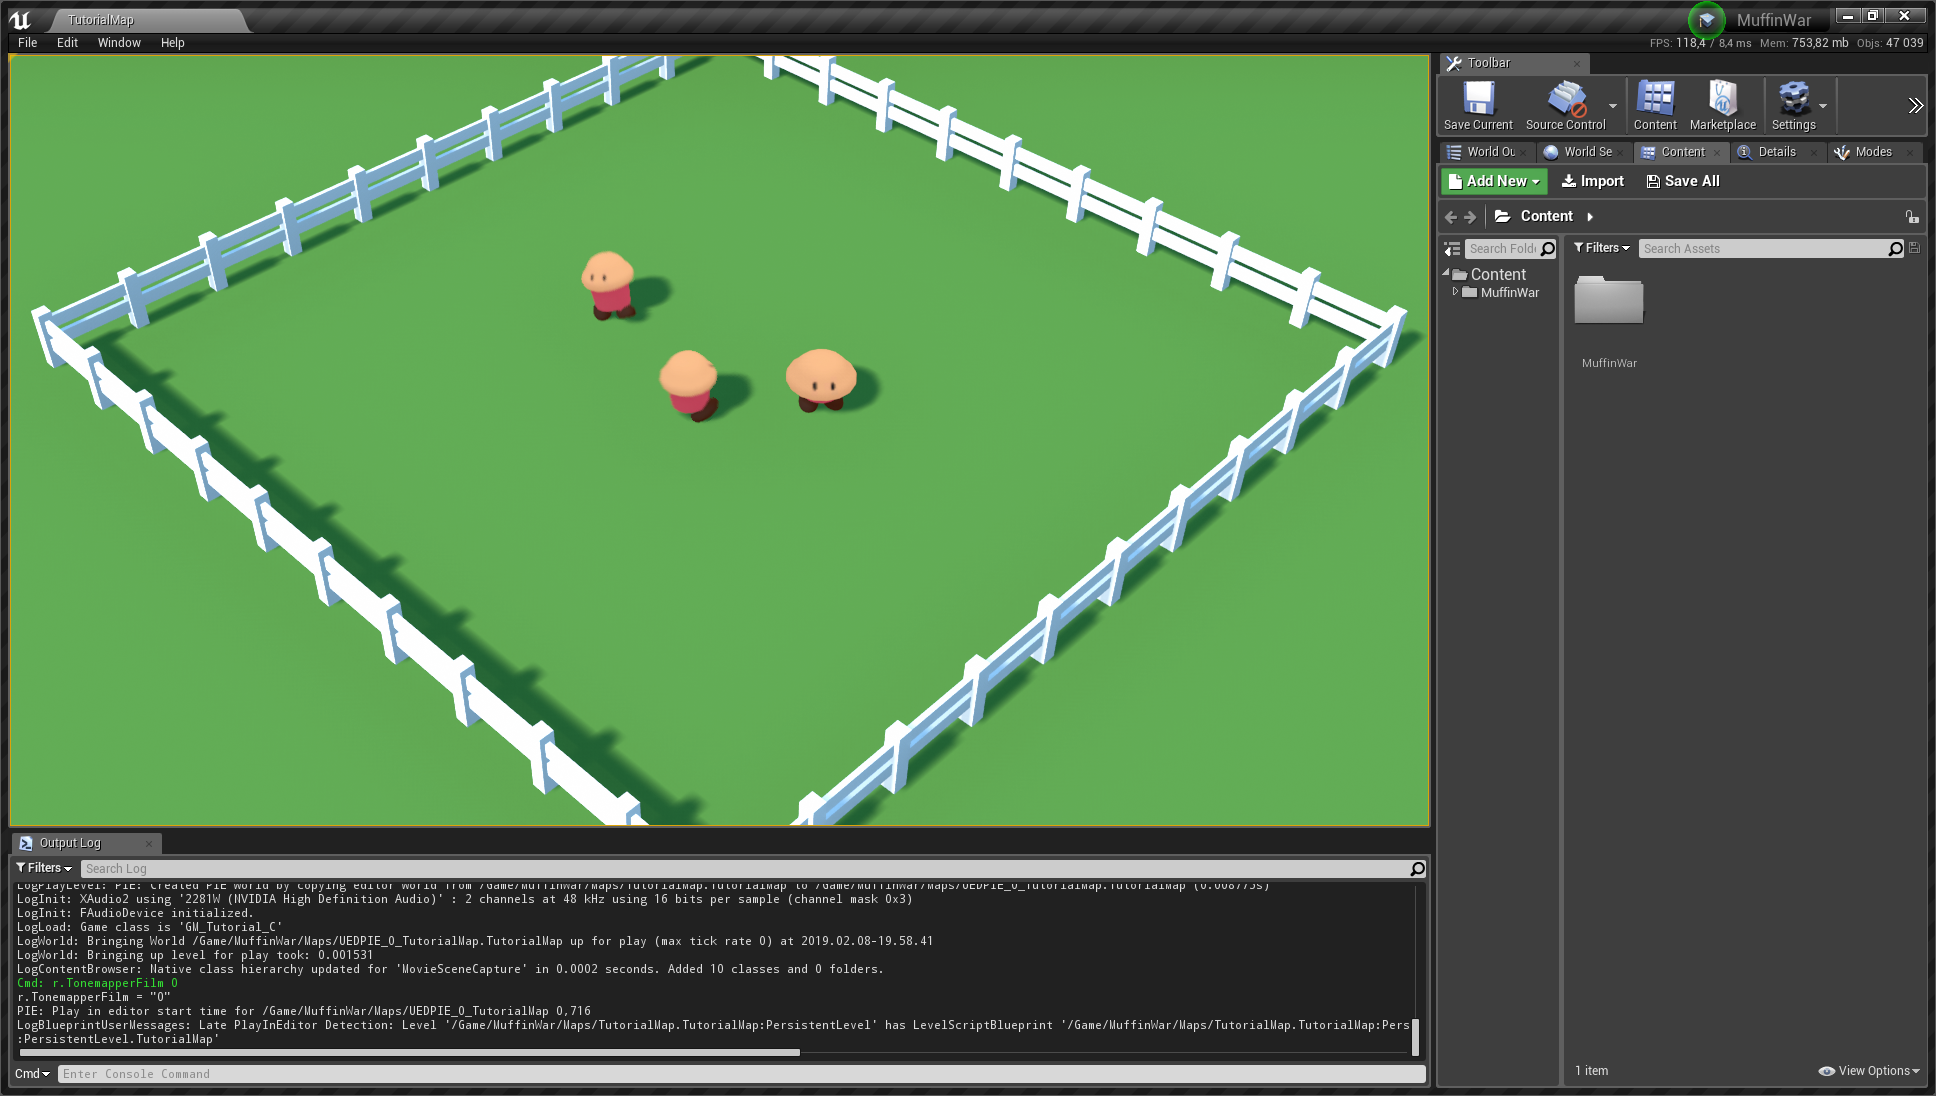 TutorialMap
MuffinWar
File Edit Window Help
FPS: 118,4 / 8,4 ms Mem: 753,82 mb Objs: 47 039
Toolbar
Save Current Source Control Content Marketplace Settings
World Ou World Se Content Details Modes
Add New Import Save All
Content
Search Folde Filters Search Assets
Content
MuffinWar
MuffinWar
Output Log
Filters Search Log
LogPlayLevel: PIE: Created PIE World by copying editor World from /Game/MuffinWar/Maps/TutorialMap.TutorialMap to /Game/MuffinWar/Maps/UEDPIE_0_TutorialMap.TutorialMap (0.008775s)
LogInit: XAudio2 using '2281W (NVIDIA High Definition Audio)' : 2 channels at 48 kHz using 16 bits per sample (channel mask 0x3)
LogInit: FAudioDevice initialized.
LogLoad: Game class is 'GM_Tutorial_C'
LogWorld: Bringing World /Game/MuffinWar/Maps/UEDPIE_0_TutorialMap.TutorialMap up for play (max tick rate 0) at 2019.02.08-19.58.41
LogWorld: Bringing up level for play took: 0.001531
LogContentBrowser: Native class hierarchy updated for 'MovieSceneCapture' in 0.0002 seconds. Added 10 classes and 0 folders.
Cmd: r.TonemapperFilm 0
r.TonemapperFilm = "0"
PIE: Play in editor start time for /Game/MuffinWar/Maps/UEDPIE_0_TutorialMap 0,716
LogBlueprintUserMessages: Late PlayInEditor Detection: Level '/Game/MuffinWar/Maps/TutorialMap.TutorialMap:PersistentLevel' has LevelScriptBlueprint '/Game/MuffinWar/Maps/TutorialMap.TutorialMap:Pers
:PersistentLevel.TutorialMap'
Cmd Enter Console Command
1 item View Options